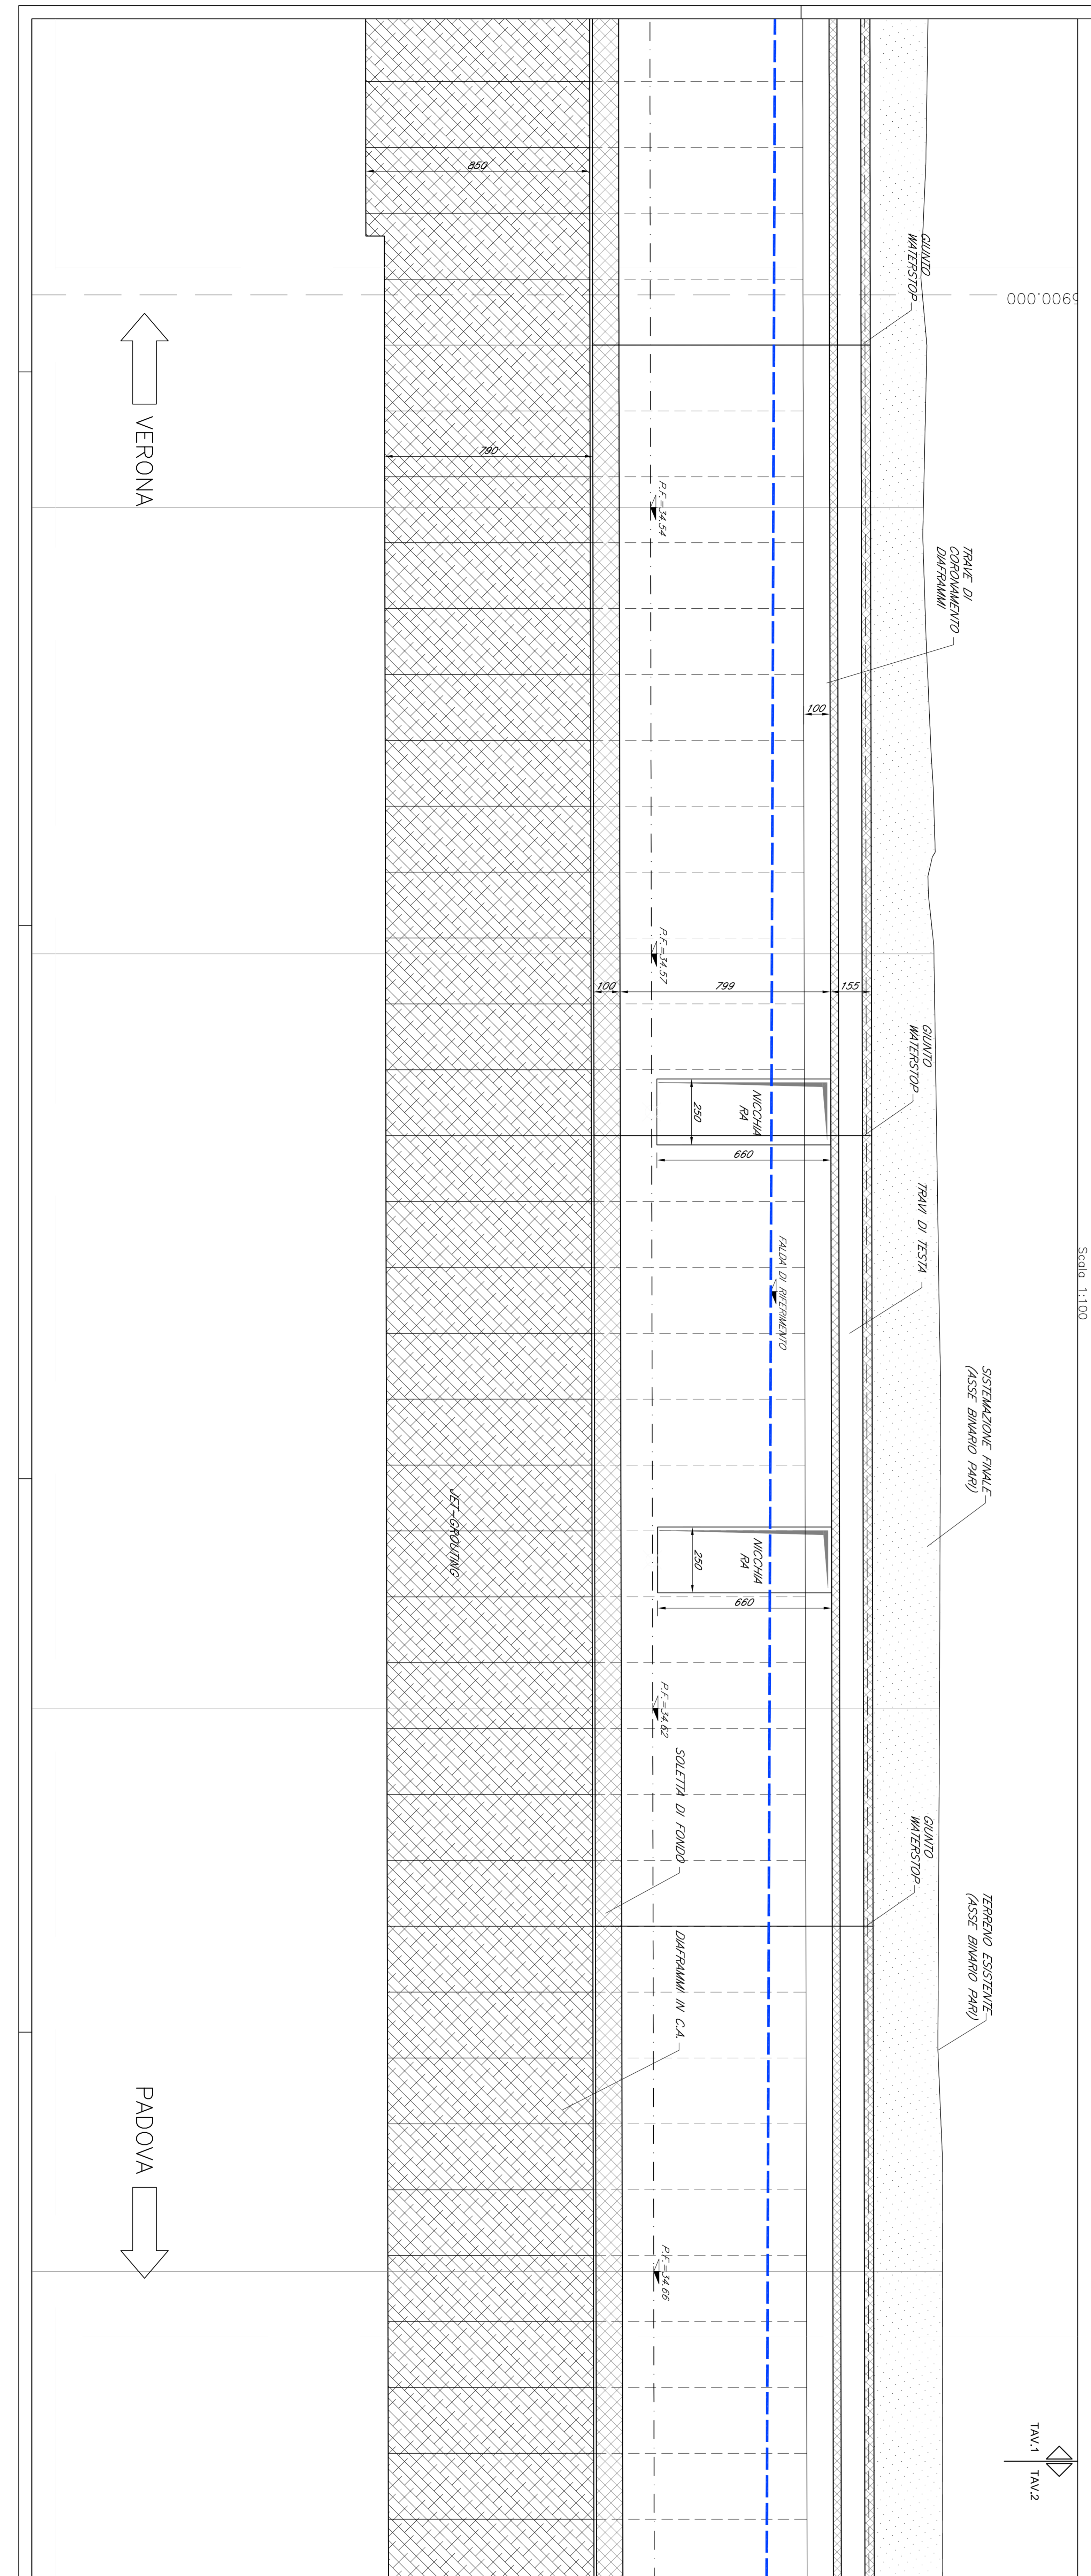 Scala 1:100
5900.000
GIUNTO
WATERSTOP
TRAVE DI
CORONAMENTO
DIAFRAMMI
GIUNTO
WATERSTOP
TRAVI DI TESTA
SISTEMAZIONE FINALE
(ASSE BINARIO PARI)
GIUNTO
WATERSTOP
TERRENO ESISTENTE
(ASSE BINARIO PARI)
TAV.1
TAV.2
100
155
799
100
NICCHIA
RA
250
660
FALDA DI RIFERIMENTO
NICCHIA
RA
250
660
P.F.=34.54
P.F.=34.57
P.F.=34.62
P.F.=34.66
SOLETTA DI FONDO
DIAFRAMMI IN C.A.
850
790
JET-GROUTING
VERONA
PADOVA